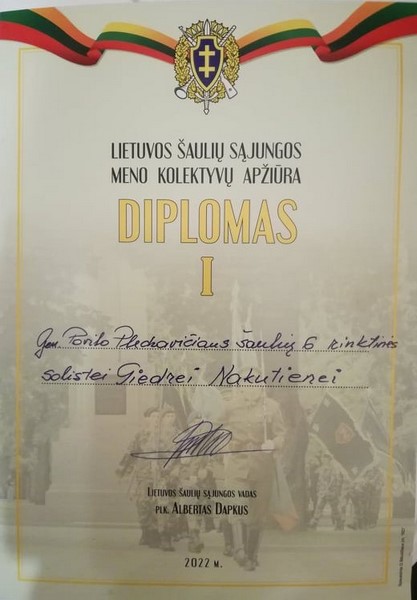 LIETUVOS ŠAULIŲ SĄJUNGOS
MENO KOLEKTYVŲ APŽIŪRA
DIPLOMAS
I
Gen. Povilo Plechavičiaus šaulių 6 rinktinės
solistei Giedrei Nakutienei
LIETUVOS ŠAULIŲ SĄJUNGOS VADAS
PLK. ALBERTAS DAPKUS
2022 M.